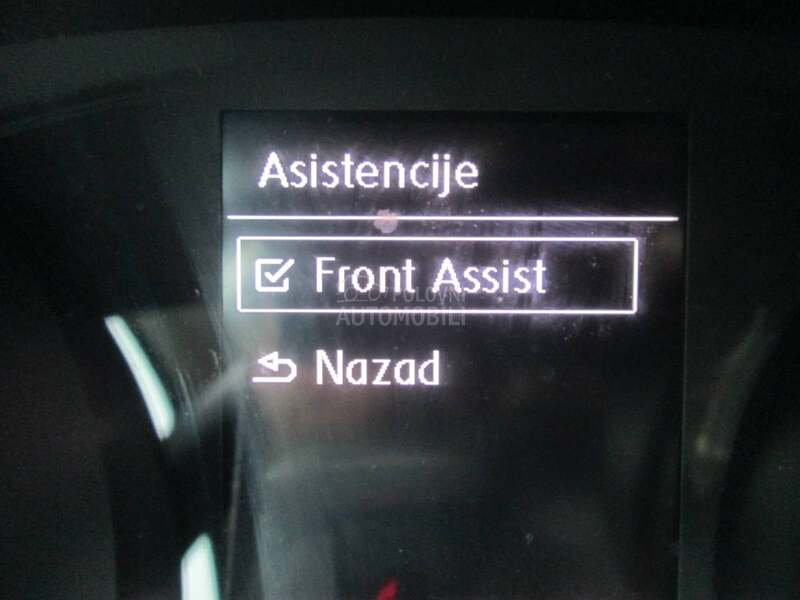 Asistencije
Front Assist
POLOVNI
AUTOMOBILI
Nazad